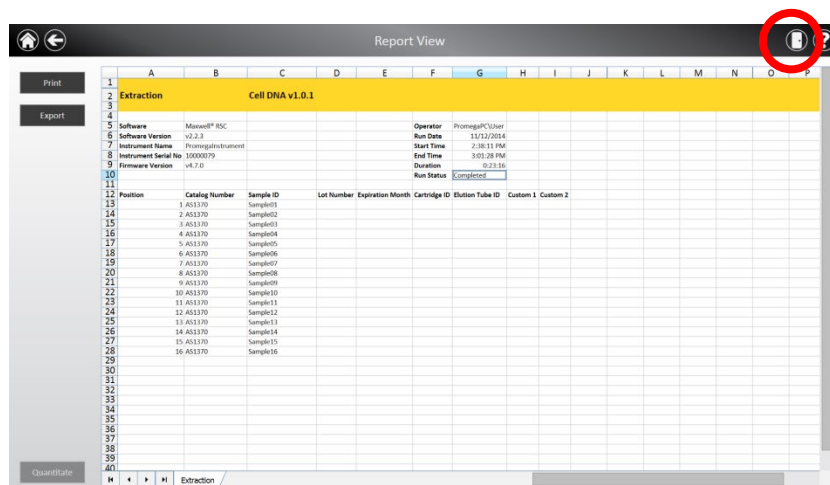 Report View
?
Print
Export
Quantitate
A B C D E F G H I J K L M N O P
1
2 Extraction Cell DNA v1.0.1
3
4
5 Software Maxwell® RSC Operator PromegaPC\User
6 Software Version v2.2.3 Run Date 11/12/2014
7 Instrument Name PromegaInstrument Start Time 2:38:11 PM
8 Instrument Serial No 10000079 End Time 3:01:28 PM
9 Firmware Version v4.7.0 Duration 0:23:16
10 Run Status Completed
11
12 Position Catalog Number Sample ID Lot Number Expiration Month Cartridge ID Elution Tube ID Custom 1 Custom 2
13 1 AS1370 Sample01
14 2 AS1370 Sample02
15 3 AS1370 Sample03
16 4 AS1370 Sample04
17 5 AS1370 Sample05
18 6 AS1370 Sample06
19 7 AS1370 Sample07
20 8 AS1370 Sample08
21 9 AS1370 Sample09
22 10 AS1370 Sample10
23 11 AS1370 Sample11
24 12 AS1370 Sample12
25 13 AS1370 Sample13
26 14 AS1370 Sample14
27 15 AS1370 Sample15
28 16 AS1370 Sample16
29
30
31
32
33
34
35
36
37
38
39
40
Extraction